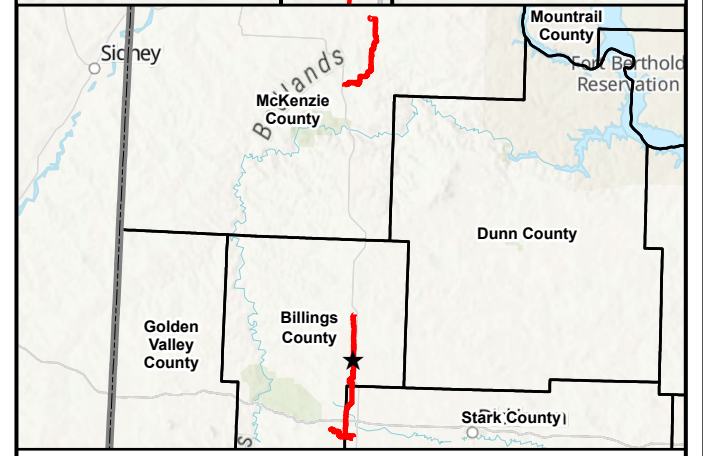 Mountrail
County
Sidney
Fort Berthold
Reservation
Badlands
McKenzie
County
Dunn County
Billings
County
Golden
Valley
County
Stark County
s